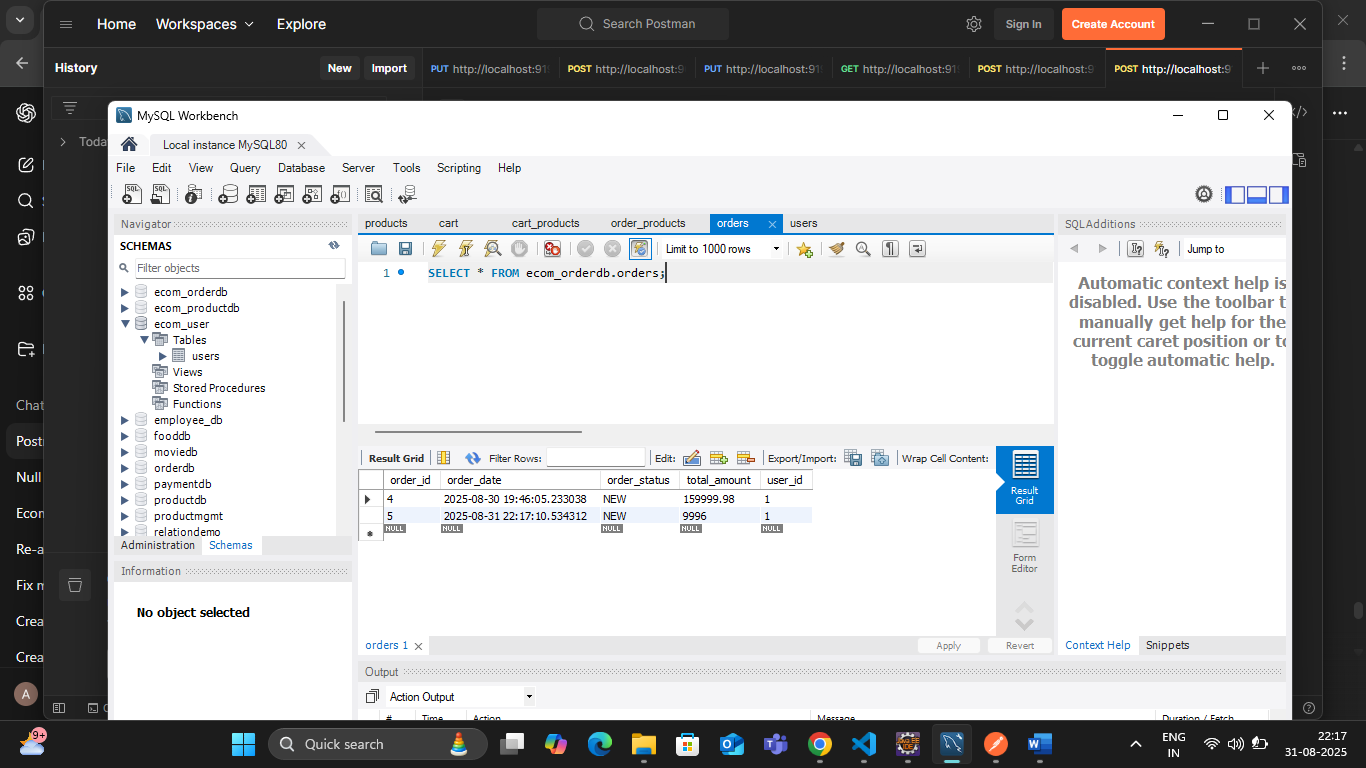 Home Workspaces Explore Search Postman Sign In Create Account
History New Import PUT http://localhost:91 POST http://localhost:9 PUT http://localhost:91 GET http://localhost:91 POST http://localhost:9 POST http://localhost:9
MySQL Workbench
Local instance MySQL80
File Edit View Query Database Server Tools Scripting Help
Navigator
SCHEMAS
Filter objects
ecom_orderdb
ecom_productdb
ecom_user
Tables
users
Views
Stored Procedures
Functions
employee_db
fooddb
moviedb
orderdb
paymentdb
productdb
productmgmt
relationdemo
Administration Schemas
Information
No object selected
products cart cart_products order_products orders users
Limit to 1000 rows
1 SELECT * FROM ecom_orderdb.orders;
Result Grid Filter Rows: Edit: Export/Import: Wrap Cell Content:
order_id order_date order_status total_amount user_id
4 2025-08-30 19:46:05.233038 NEW 159999.98 1
5 2025-08-31 22:17:10.534312 NEW 9996 1
NULL NULL NULL NULL NULL
Result Grid
Form Editor
orders 1 Apply Revert
Output
Action Output
# Time Action Message Duration / Fetch
SQLAdditions
Jump to
Automatic context help is
disabled. Use the toolbar t
manually get help for the
current caret position or to
toggle automatic help.
Context Help Snippets
Toda
Chat
Post
Null
Ecom
Re-a
Fix m
Crea
Crea
A
9+
Quick search
ENG
IN
22:17
31-08-2025